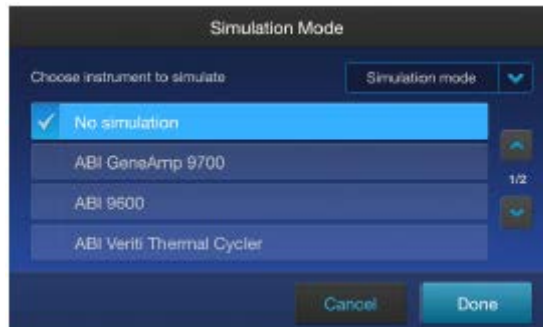 Simulation Mode
Choose instrument to simulate Simulation mode
No simulation
ABI GeneAmp 9700
1/2
ABI 9600
ABI Veriti Thermal Cycler
Cancel Done